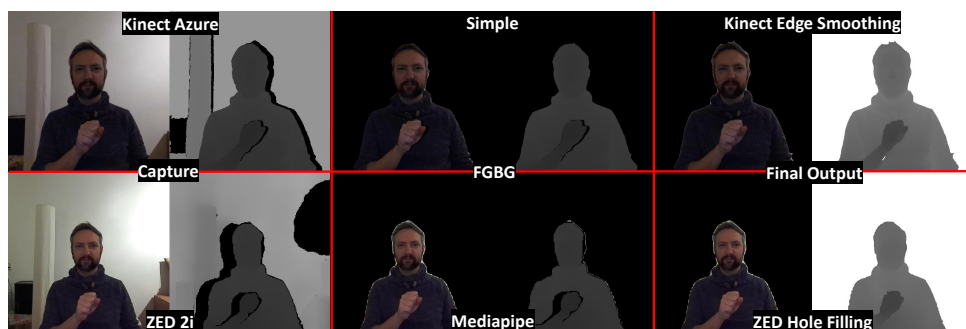 Kinect Azure
Simple
Kinect Edge Smoothing
Capture
FGBG
Final Output
ZED 2i
Mediapipe
ZED Hole Filling